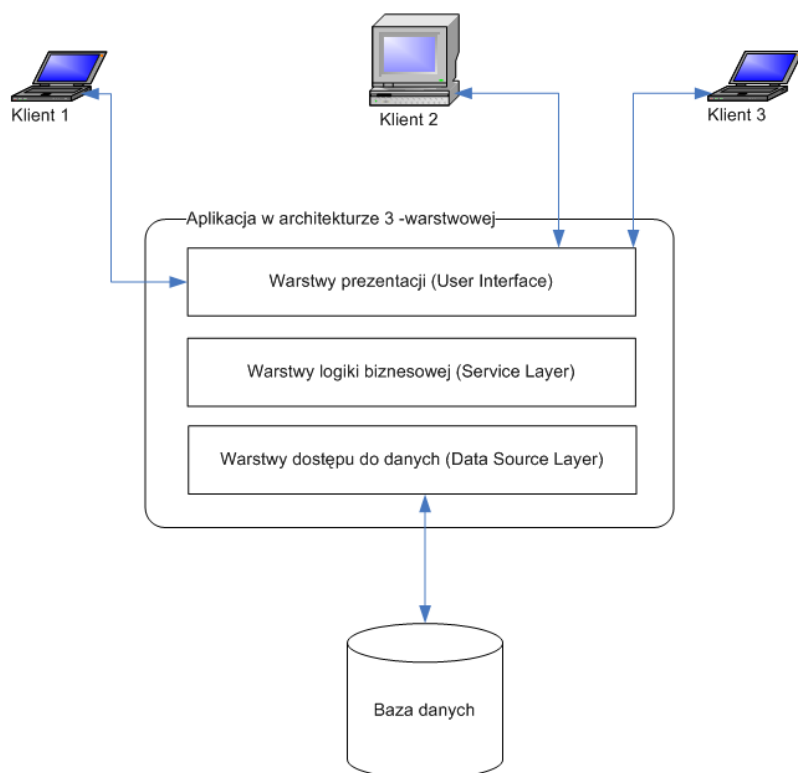 Klient 1
Klient 2
Klient 3
Aplikacja w architekturze 3 -warstwowej
Warstwy prezentacji (User Interface)
Warstwy logiki biznesowej (Service Layer)
Warstwy dostępu do danych (Data Source Layer)
Baza danych